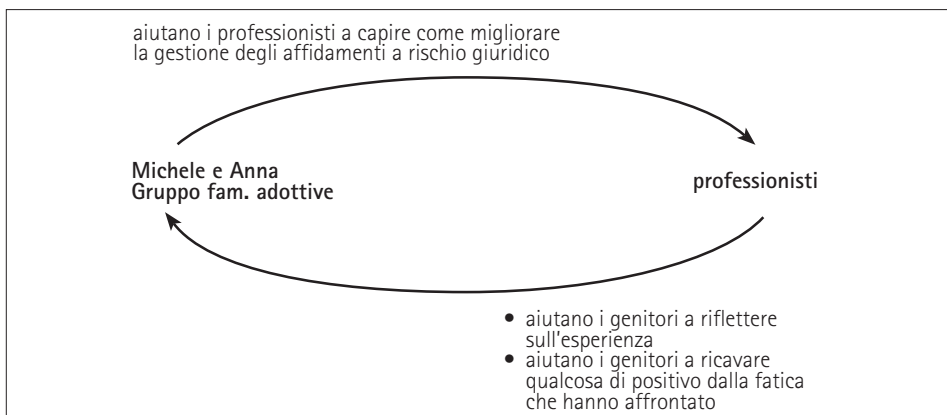 aiutano i professionisti a capire come migliorare
la gestione degli affidamenti a rischio giuridico
Michele e Anna
Gruppo fam. adottive
professionisti
• aiutano i genitori a riflettere
sull'esperienza
• aiutano i genitori a ricavare
qualcosa di positivo dalla fatica
che hanno affrontato